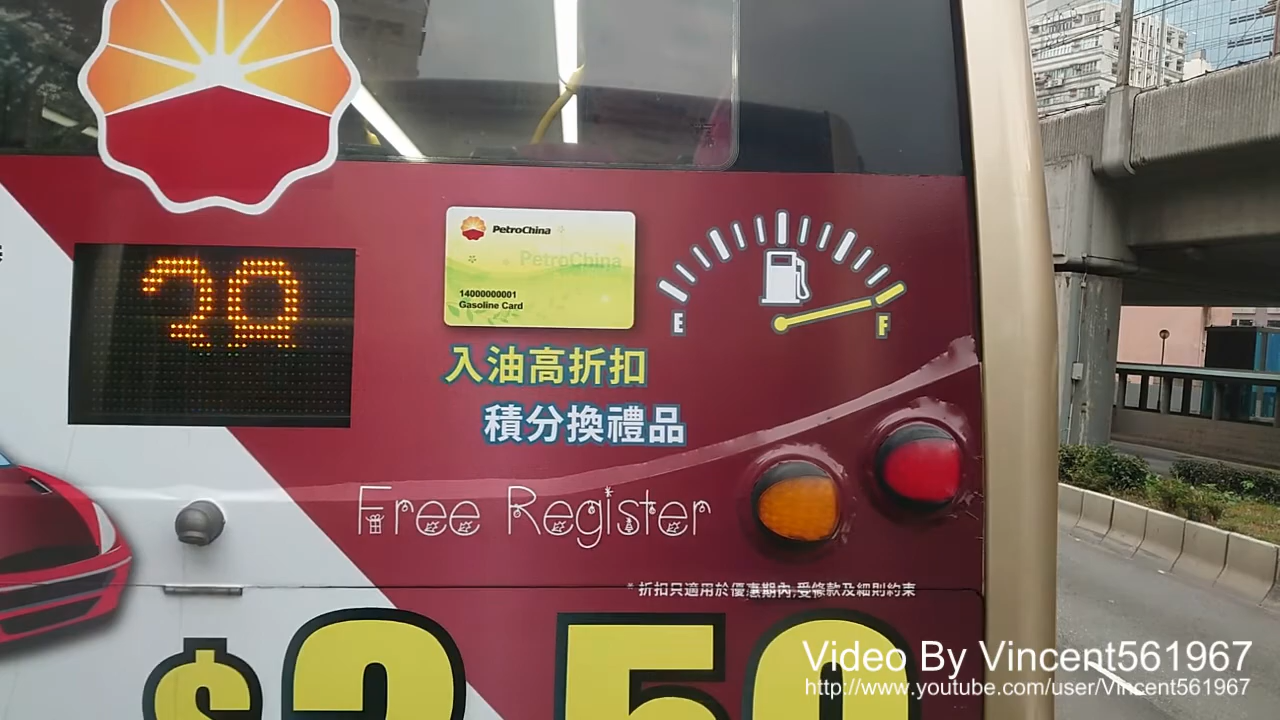 PetroChina
PetroChina
14000000001
Gasoline Card
E
F
入油高折扣
積分換禮品
Free Register
* 折扣只適用於優惠期內,受條款及細則約束
Video By Vincent561967
http://www.youtube.com/user/Vincent561967